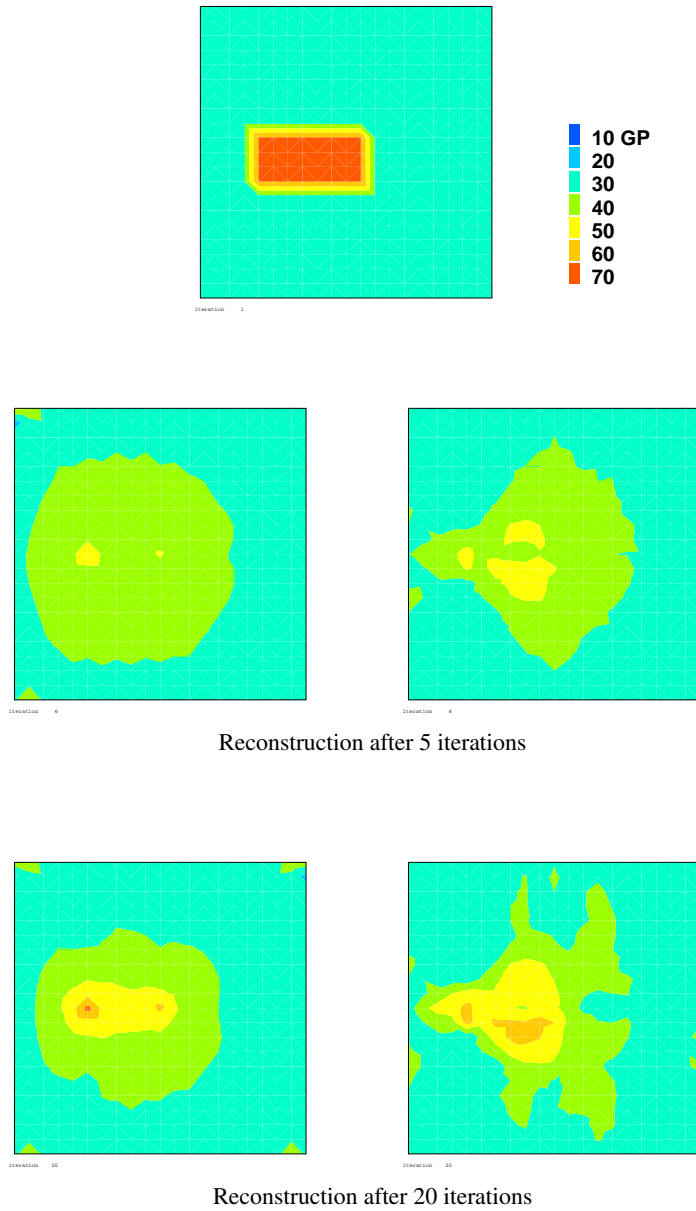 10 GP
20
30
40
50
60
70
iteration 1
iteration 6
iteration 6
Reconstruction after 5 iterations
iteration 20
iteration 20
Reconstruction after 20 iterations